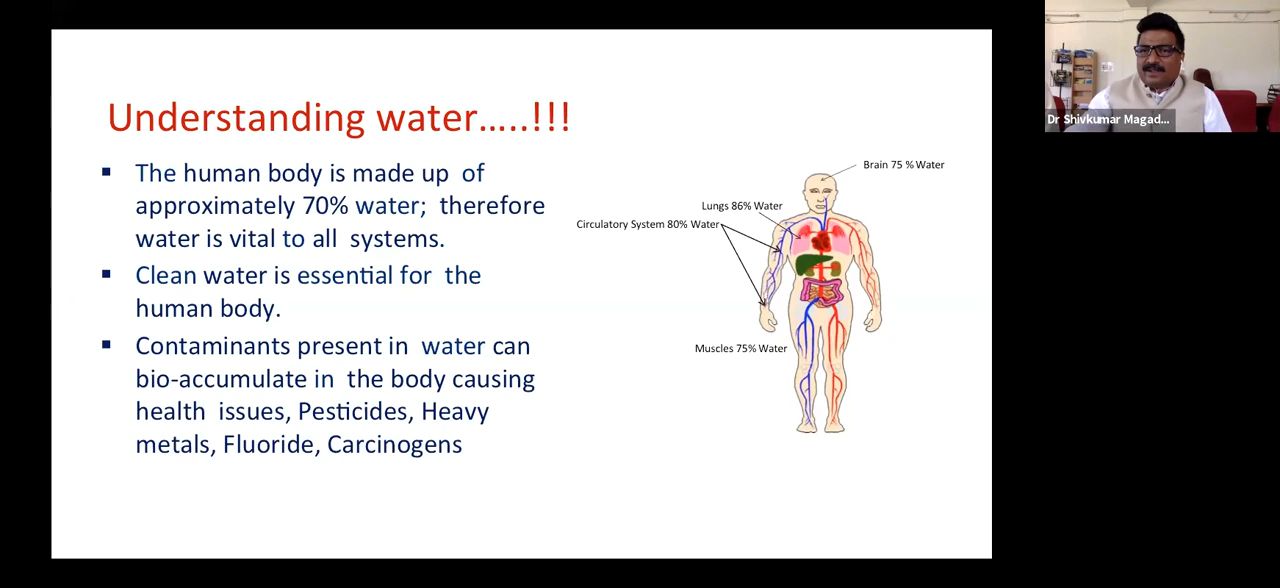 Understanding water…..!!!
▪ The human body is made up of
approximately 70% water; therefore
water is vital to all systems.
▪ Clean water is essential for the
human body.
▪ Contaminants present in water can
bio-accumulate in the body causing
health issues, Pesticides, Heavy
metals, Fluoride, Carcinogens
Brain 75 % Water
Lungs 86% Water
Circulatory System 80% Water
Muscles 75% Water
Dr Shivkumar Magad...